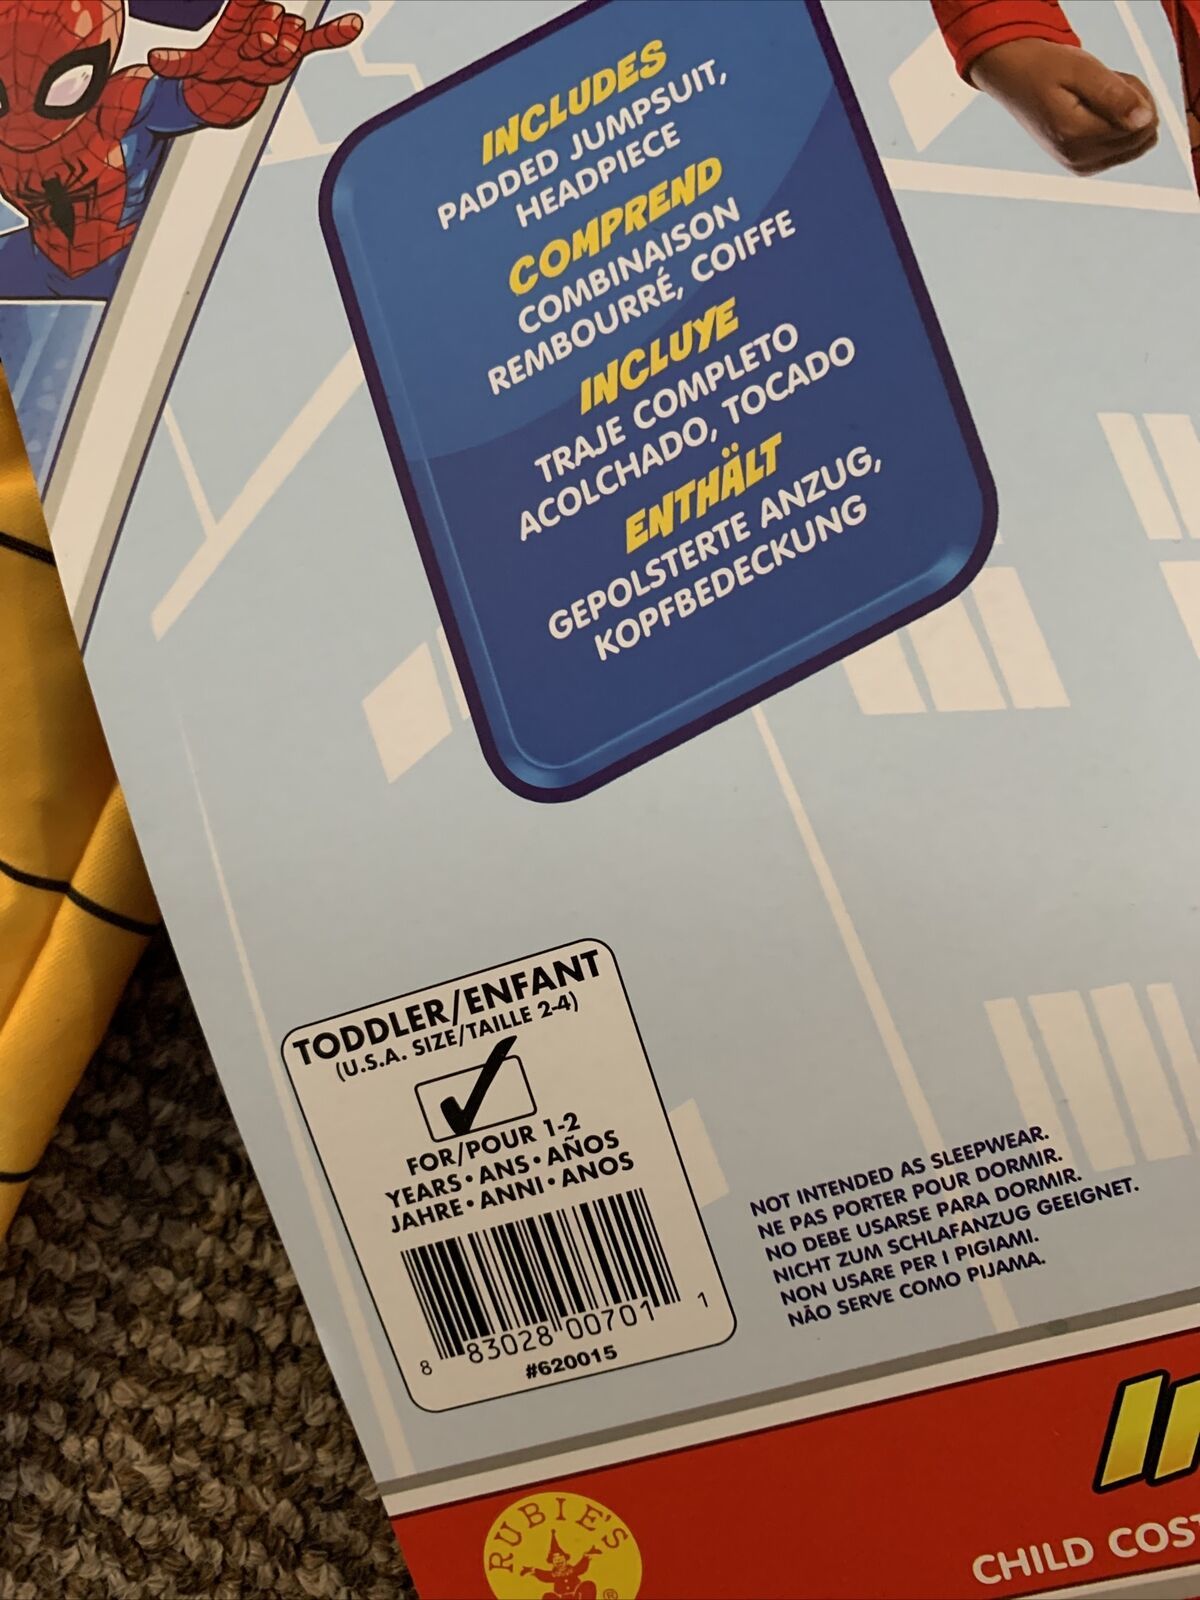 INCLUDES
PADDED JUMPSUIT,
HEADPIECE
COMPREND
COMBINAISON
REMBOURRÉ, COIFFE
INCLUYE
TRAJE COMPLETO
ACOLCHADO, TOCADO
ENTHÄLT
GEPOLSTERTE ANZUG,
KOPFBEDECKUNG
TODDLER/ENFANT
(U.S.A. SIZE/TAILLE 2-4)
FOR/POUR 1-2
YEARS • ANS • AÑOS
JAHRE • ANNI • ANOS
8 83028 00701 1
#620015
NOT INTENDED AS SLEEPWEAR.
NE PAS PORTER POUR DORMIR.
NO DEBE USARSE PARA DORMIR.
NICHT ZUM SCHLAFANZUG GEEIGNET.
NON USARE PER I PIGIAMI.
NÃO SERVE COMO PIJAMA.
RUBIE'S
®
CHILD